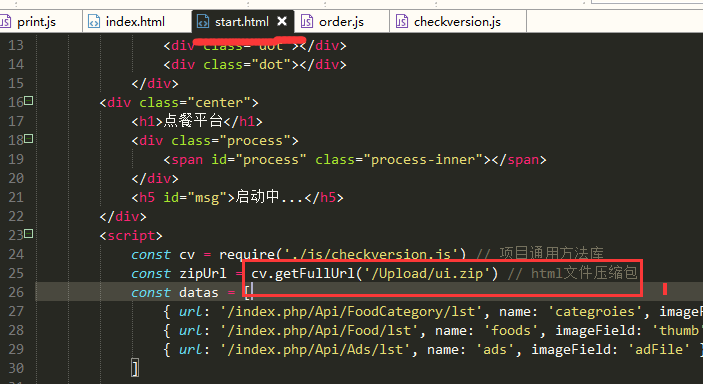 print.js index.html start.html order.js checkversion.js
13 <div class="dot"></div>
14 <div class="dot"></div>
15 </div>
16 <div class="center">
17 <h1>点餐平台</h1>
18 <div class="process">
19 <span id="process" class="process-inner"></span>
20 </div>
21 <h5 id="msg">启动中...</h5>
22 </div>
23 <script>
24 const cv = require('./js/checkversion.js') // 项目通用方法库
25 const zipUrl = cv.getFullUrl('/Upload/ui.zip') // html文件压缩包
26 const datas = [
27 { url: '/index.php/Api/FoodCategory/lst', name: 'categroies', imageF
28 { url: '/index.php/Api/Food/lst', name: 'foods', imageField: 'thumb'
29 { url: '/index.php/Api/Ads/lst', name: 'ads', imageField: 'adFile' }
30 ]